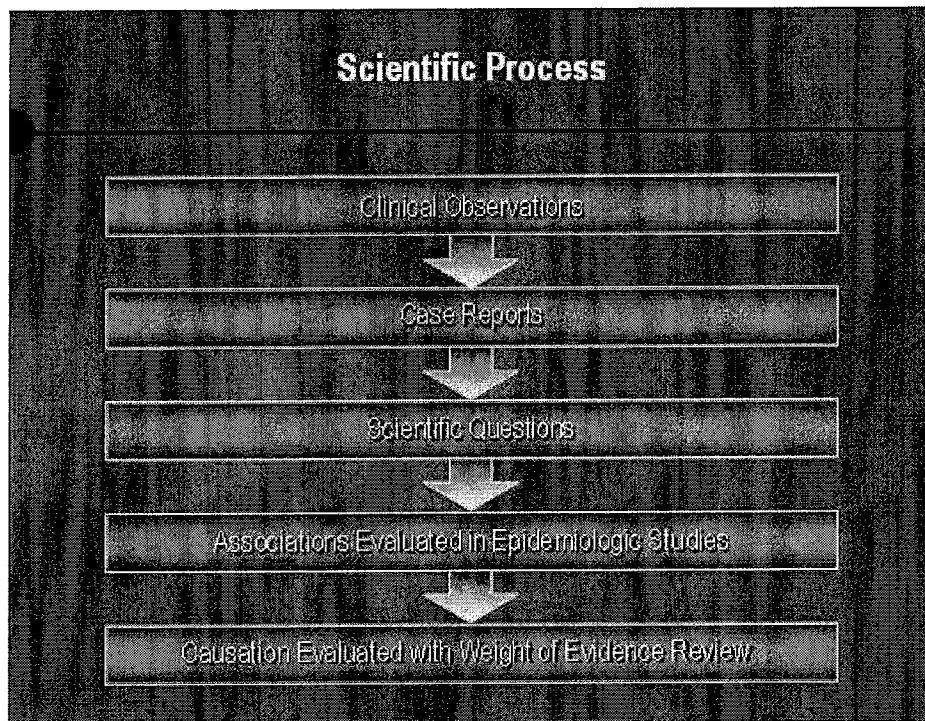 Scientific Process
Clinical Observations
Case Reports
Scientific Questions
Associations Evaluated in Epidemiologic Studies
Causation Evaluated with Weight of Evidence Review